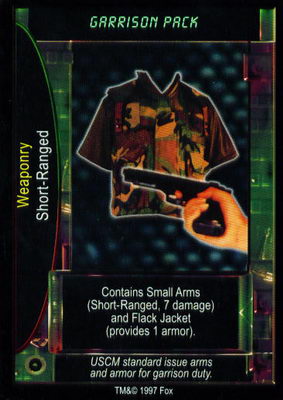 GARRISON PACK
Weaponry
Short-Ranged
Contains Small Arms
(Short-Ranged, 7 damage)
and Flack Jacket
(provides 1 armor).
USCM standard issue arms
and armor for garrison duty.
TM&© 1997 Fox